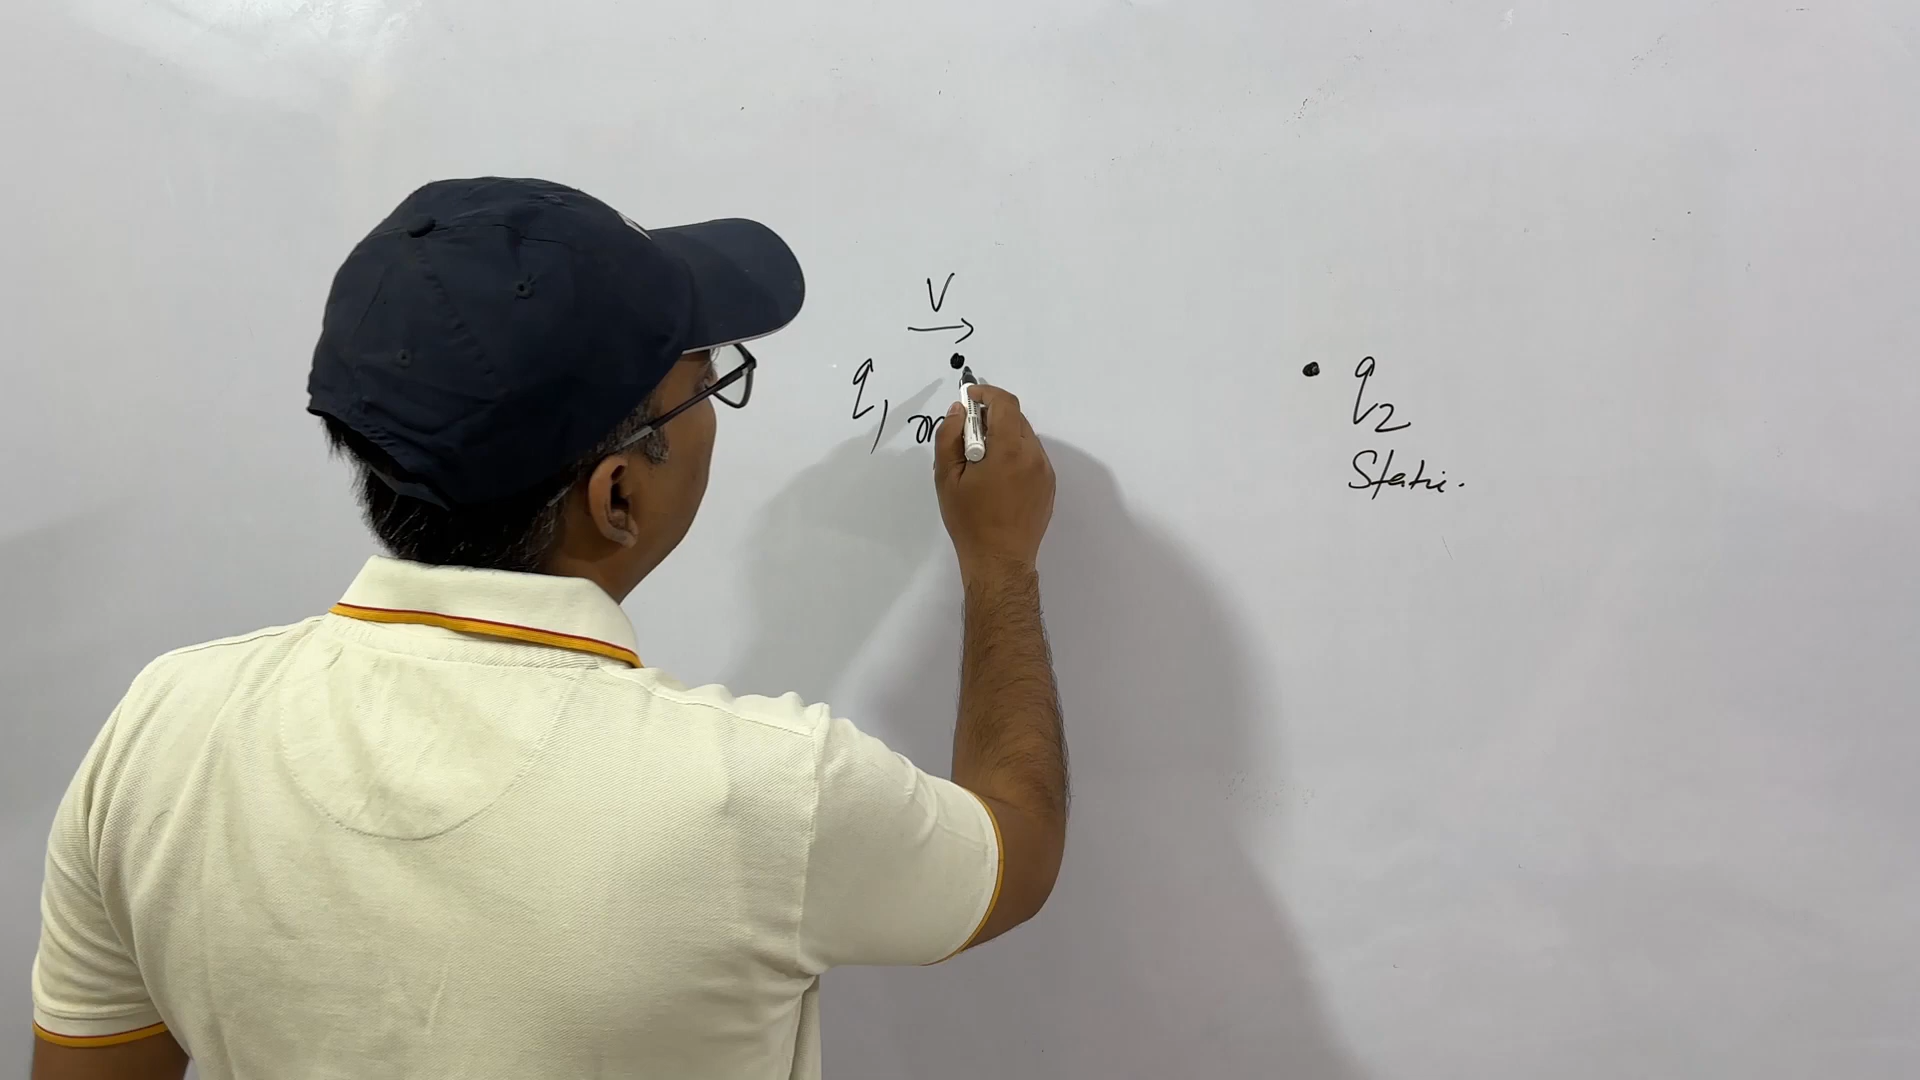 V
q₁ m
q₂
Static.